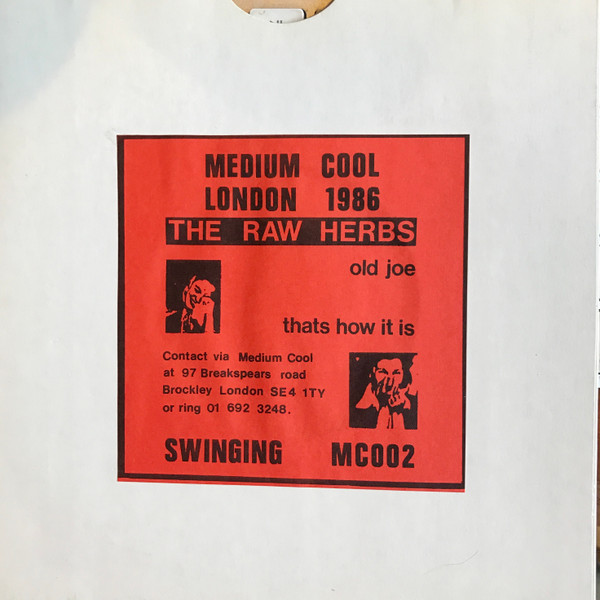 MEDIUM COOL
LONDON 1986
THE RAW HERBS
old joe
thats how it is
Contact via Medium Cool
at 97 Breakspears road
Brockley London SE4 1TY
or ring 01 692 3248.
SWINGING MC002